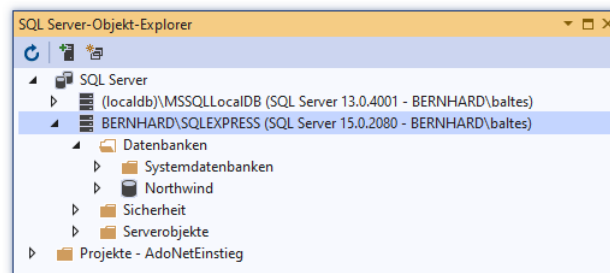 SQL Server-Objekt-Explorer
SQL Server
(localdb)\MSSQLLocalDB (SQL Server 13.0.4001 - BERNHARD\baltes)
BERNHARD\SQLEXPRESS (SQL Server 15.0.2080 - BERNHARD\baltes)
Datenbanken
Systemdatenbanken
Northwind
Sicherheit
Serverobjekte
Projekte - AdoNetEinstieg